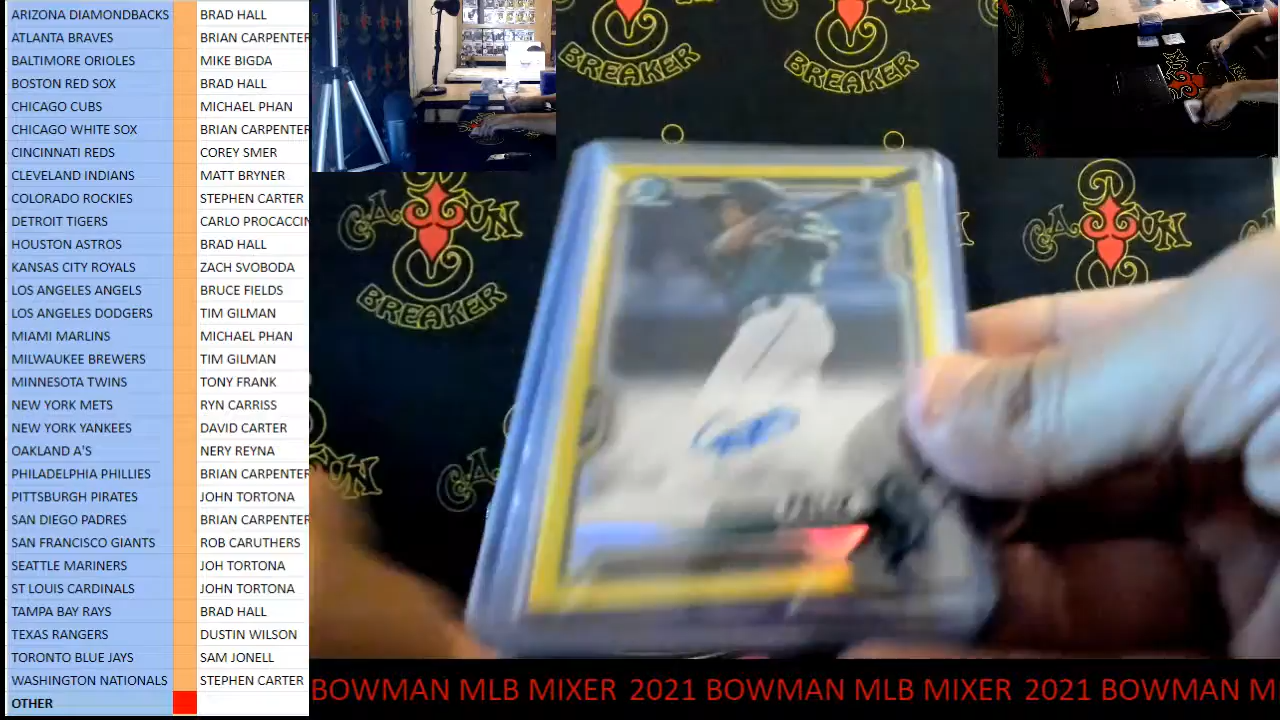 ARIZONA DIAMONDBACKS BRAD HALL
ATLANTA BRAVES BRIAN CARPENTER
BALTIMORE ORIOLES MIKE BIGDA
BOSTON RED SOX BRAD HALL
CHICAGO CUBS MICHAEL PHAN
CHICAGO WHITE SOX BRIAN CARPENTER
CINCINNATI REDS COREY SMER
CLEVELAND INDIANS MATT BRYNER
COLORADO ROCKIES STEPHEN CARTER
DETROIT TIGERS CARLO PROCACCIN
HOUSTON ASTROS BRAD HALL
KANSAS CITY ROYALS ZACH SVOBODA
LOS ANGELES ANGELS BRUCE FIELDS
LOS ANGELES DODGERS TIM GILMAN
MIAMI MARLINS MICHAEL PHAN
MILWAUKEE BREWERS TIM GILMAN
MINNESOTA TWINS TONY FRANK
NEW YORK METS RYN CARRISS
NEW YORK YANKEES DAVID CARTER
OAKLAND A'S NERY REYNA
PHILADELPHIA PHILLIES BRIAN CARPENTER
PITTSBURGH PIRATES JOHN TORTONA
SAN DIEGO PADRES BRIAN CARPENTER
SAN FRANCISCO GIANTS ROB CARUTHERS
SEATTLE MARINERS JOH TORTONA
ST LOUIS CARDINALS JOHN TORTONA
TAMPA BAY RAYS BRAD HALL
TEXAS RANGERS DUSTIN WILSON
TORONTO BLUE JAYS SAM JONELL
WASHINGTON NATIONALS STEPHEN CARTER
OTHER
BREAKER
BREAKER
CAJUN
BREAKER
CAJUN
BOWMAN MLB MIXER 2021 BOWMAN MLB MIXER 2021 BOWMAN M